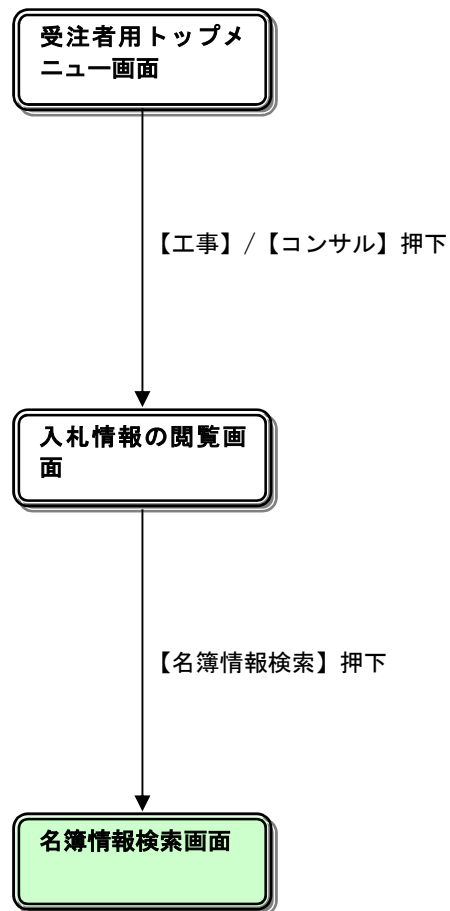 受注者用トップメ
ニュー画面
【工事】/【コンサル】押下
入札情報の閲覧画
面
【名簿情報検索】押下
名簿情報検索画面